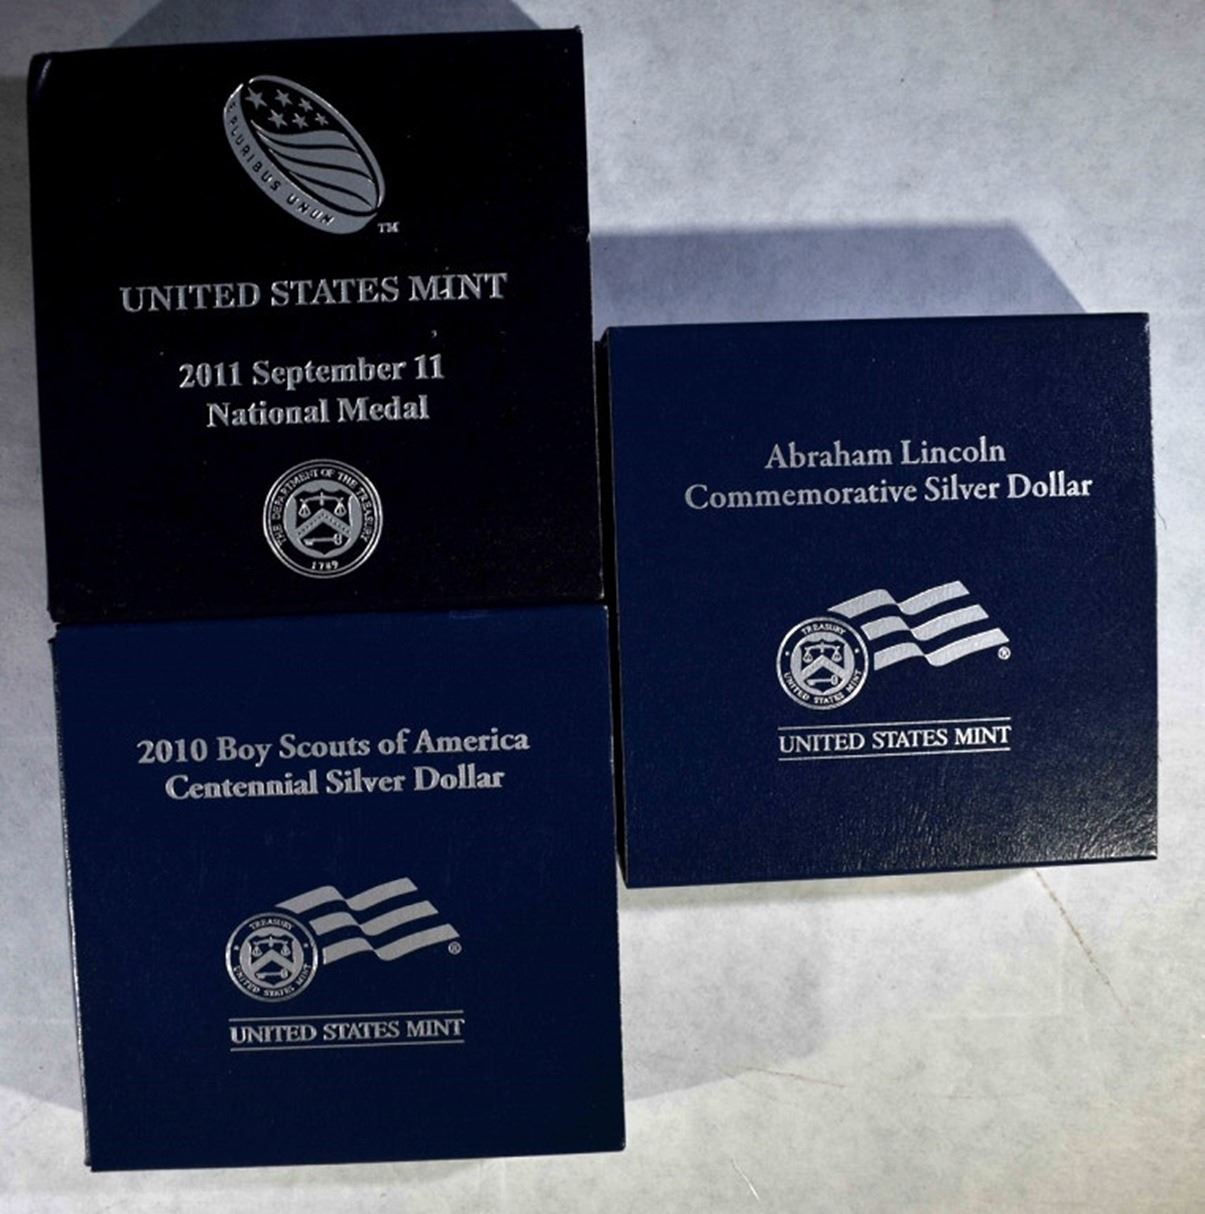 E PLURIBUS UNUM
TM
UNITED STATES MINT
2011 September 11
National Medal
THE DEPARTMENT OF THE TREASURY
1789
Abraham Lincoln
Commemorative Silver Dollar
TREASURY
UNITED STATES MINT
®
UNITED STATES MINT
2010 Boy Scouts of America
Centennial Silver Dollar
TREASURY
UNITED STATES MINT
®
UNITED STATES MINT